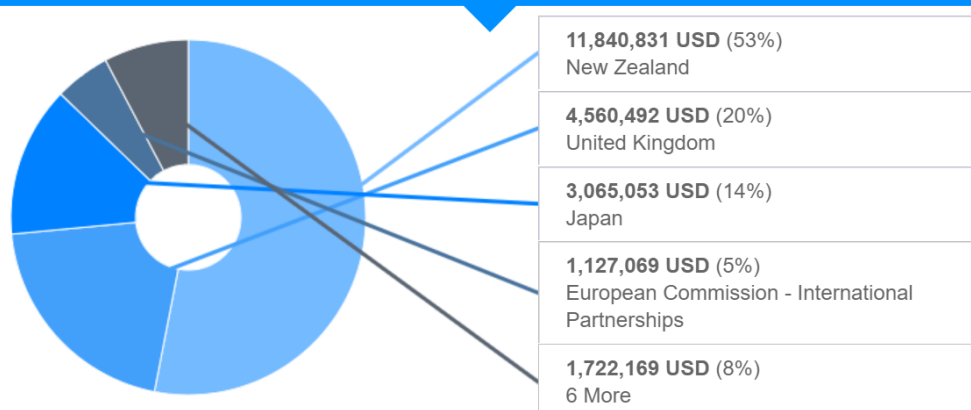 11,840,831 USD (53%)
New Zealand
4,560,492 USD (20%)
United Kingdom
3,065,053 USD (14%)
Japan
1,127,069 USD (5%)
European Commission - International
Partnerships
1,722,169 USD (8%)
6 More